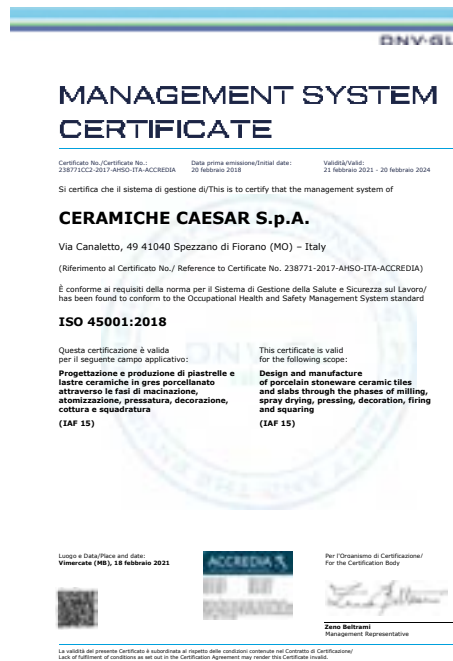 DNV·GL
MANAGEMENT SYSTEM
CERTIFICATE
Certificato No./Certificate No.:
238771CC2-2017-AHSO-ITA-ACCREDIA
Data prima emissione/Initial date:
20 febbraio 2018
Validità/Valid:
21 febbraio 2021 - 20 febbraio 2024
Si certifica che il sistema di gestione di/This is to certify that the management system of
CERAMICHE CAESAR S.p.A.
Via Canaletto, 49 41040 Spezzano di Fiorano (MO) – Italy
(Riferimento al Certificato No./ Reference to Certificate No. 238771-2017-AHSO-ITA-ACCREDIA)
È conforme ai requisiti della norma per il Sistema di Gestione della Salute e Sicurezza sul Lavoro/
has been found to conform to the Occupational Health and Safety Management System standard
ISO 45001:2018
Questa certificazione è valida
per il seguente campo applicativo:
Progettazione e produzione di piastrelle e
lastre ceramiche in gres porcellanato
attraverso le fasi di macinazione,
atomizzazione, pressatura, decorazione,
cottura e squadratura
(IAF 15)
This certificate is valid
for the following scope:
Design and manufacture
of porcelain stoneware ceramic tiles
and slabs through the phases of milling,
spray drying, pressing, decoration, firing
and squaring
(IAF 15)
Luogo e Data/Place and date:
Vimercate (MB), 18 febbraio 2021
ACCREDIA
Per l'Organismo di Certificazione/
For the Certification Body
Zeno Beltrami
Management Representative
La validità del presente Certificato è subordinata al rispetto delle condizioni contenute nel Contratto di Certificazione/
Lack of fulfilment of conditions as set out in the Certification Agreement may render this Certificate invalid.